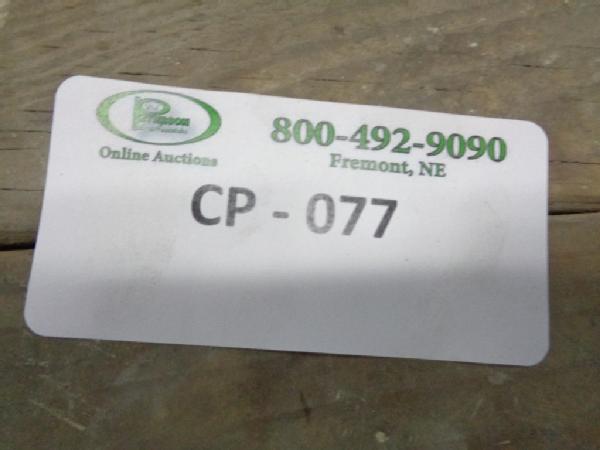 Online Auctions
800-492-9090
Fremont, NE
CP - 077